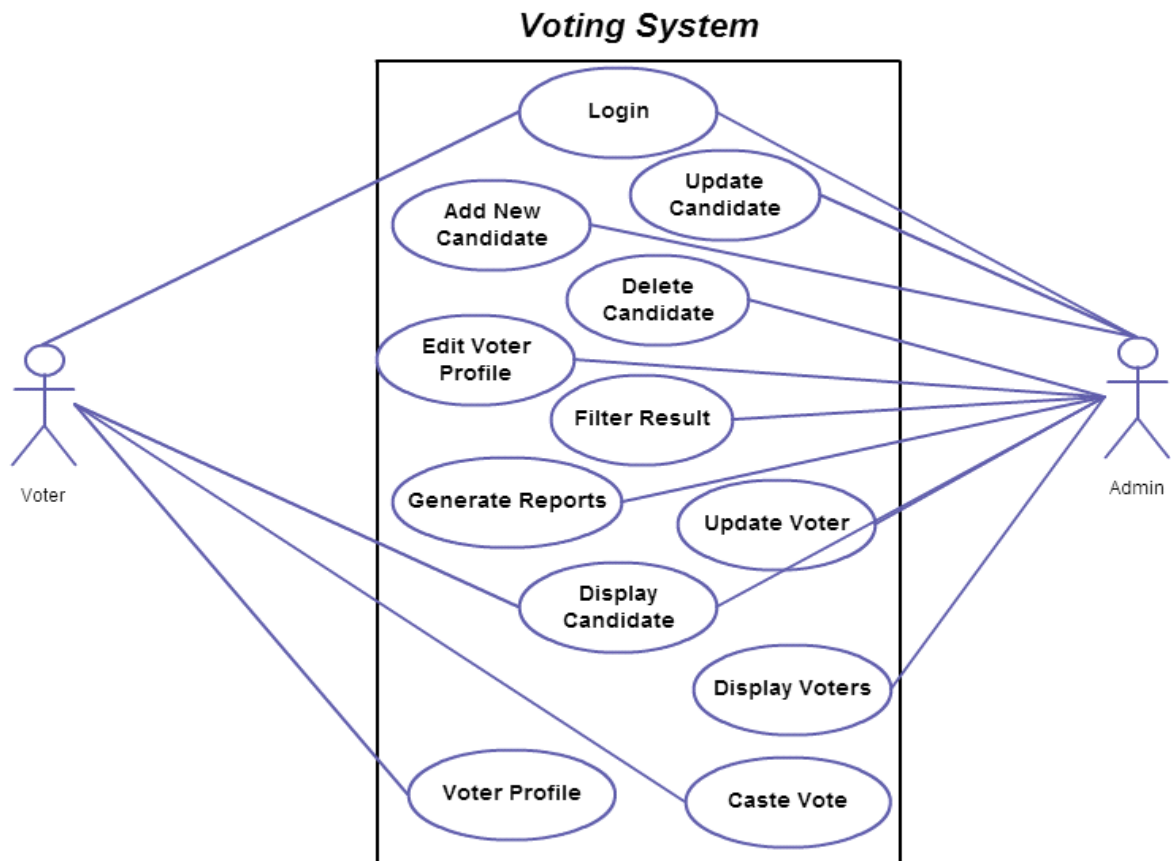 Voting System
Login
Update
Candidate
Add New
Candidate
Delete
Candidate
Edit Voter
Profile
Filter Result
Generate Reports
Update Voter
Voter
Admin
Display
Candidate
Display Voters
Voter Profile
Caste Vote